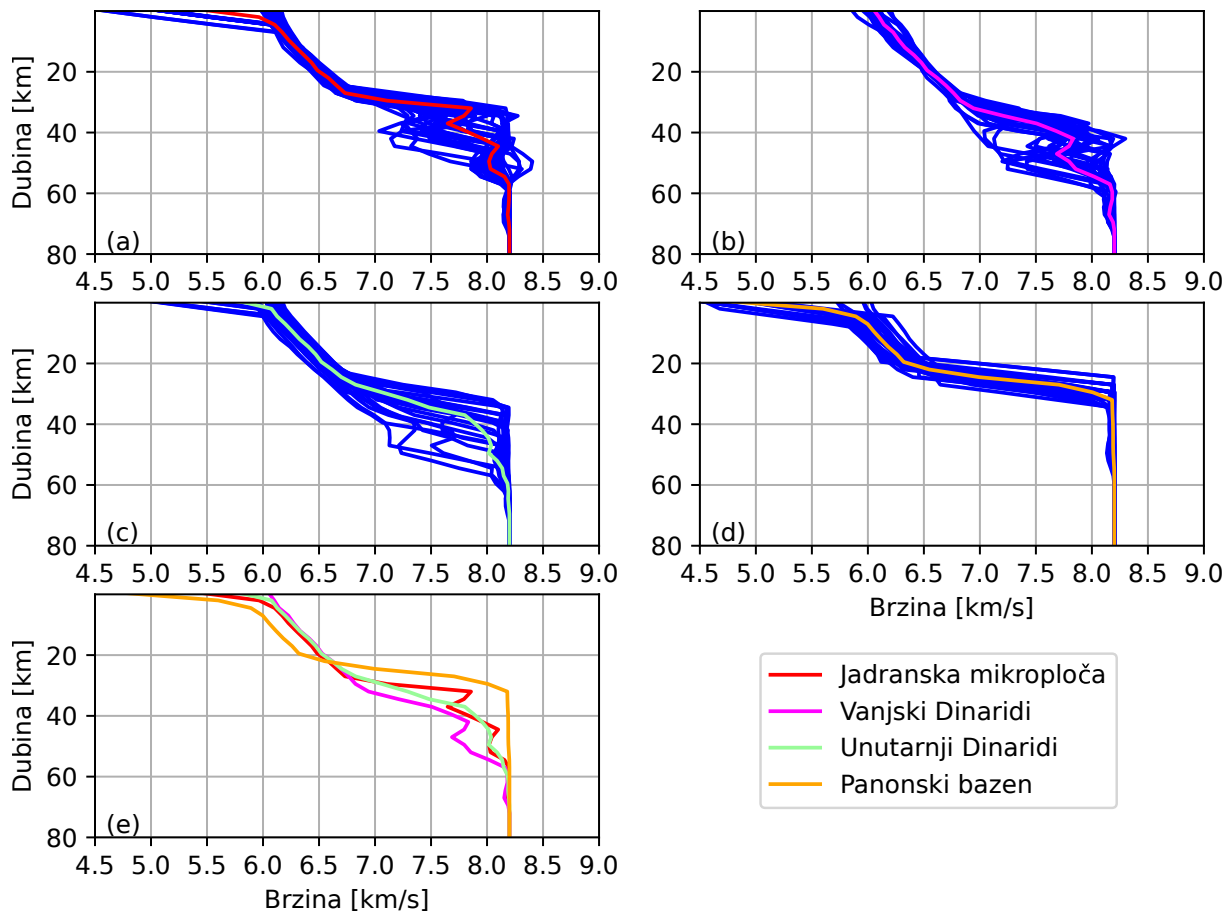 Dubina [km]
20
40
60
80
(a)
4.5 5.0 5.5 6.0 6.5 7.0 7.5 8.0 8.5 9.0
20
40
60
80
(b)
4.5 5.0 5.5 6.0 6.5 7.0 7.5 8.0 8.5 9.0
Dubina [km]
20
40
60
80
(c)
4.5 5.0 5.5 6.0 6.5 7.0 7.5 8.0 8.5 9.0
20
40
60
80
(d)
4.5 5.0 5.5 6.0 6.5 7.0 7.5 8.0 8.5 9.0
Brzina [km/s]
Dubina [km]
20
40
60
80
(e)
4.5 5.0 5.5 6.0 6.5 7.0 7.5 8.0 8.5 9.0
Brzina [km/s]
Jadranska mikroploča
Vanjski Dinaridi
Unutarnji Dinaridi
Panonski bazen